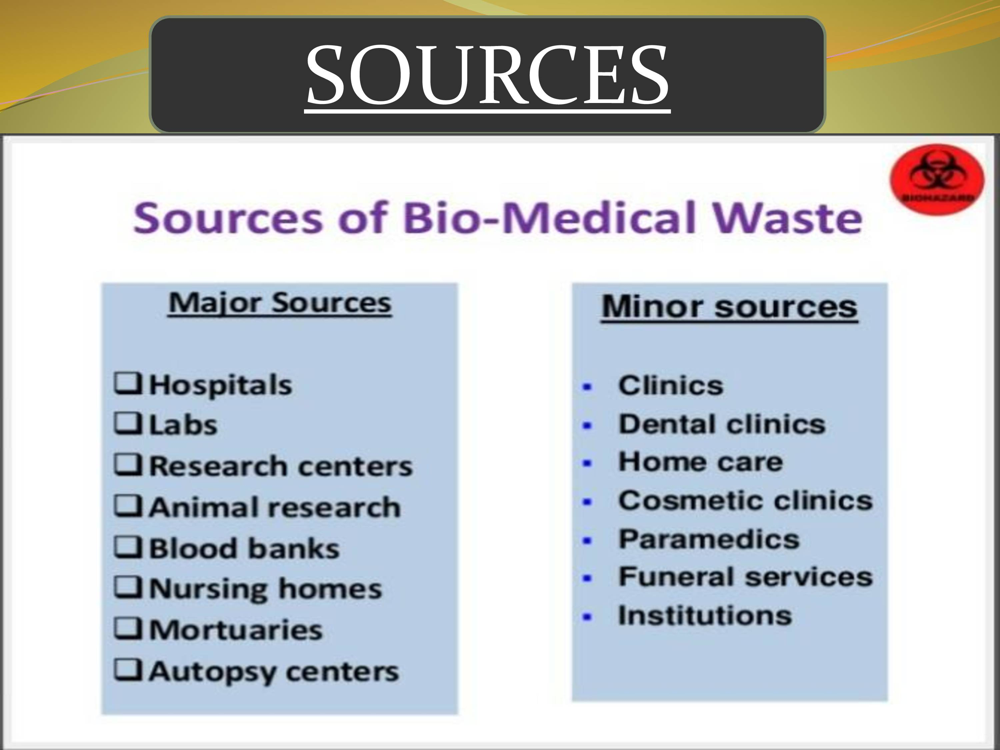 SOURCES
BIOHAZARD
Sources of Bio-Medical Waste
Major Sources
Hospitals
Labs
Research centers
Animal research
Blood banks
Nursing homes
Mortuaries
Autopsy centers
Minor sources
Clinics
Dental clinics
Home care
Cosmetic clinics
Paramedics
Funeral services
Institutions